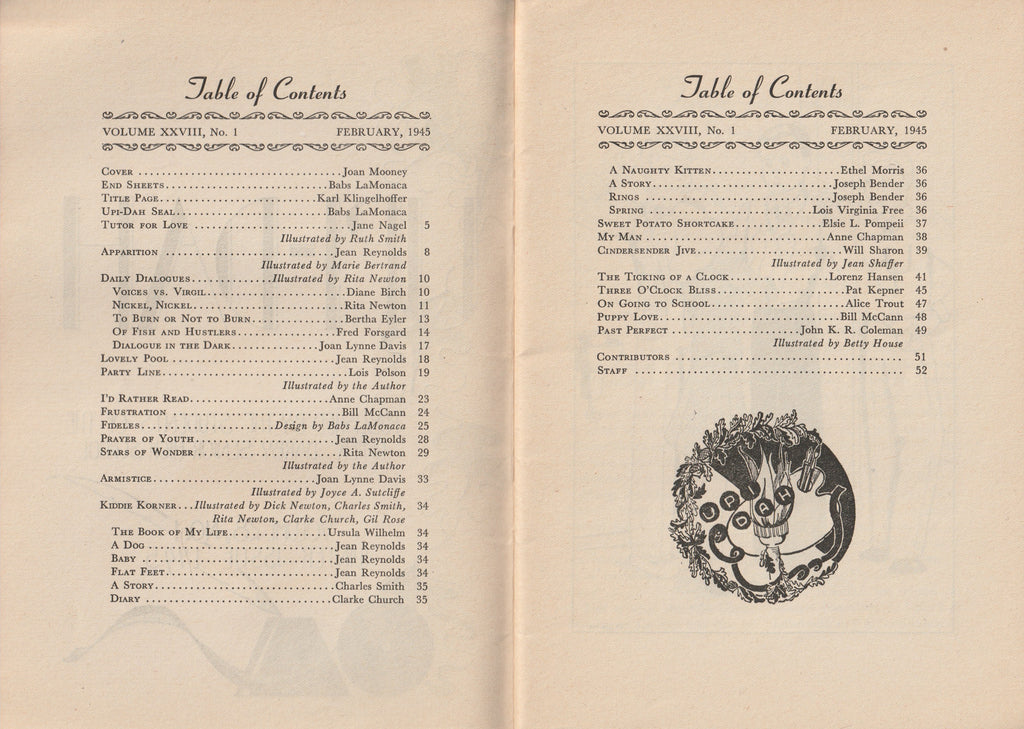 Table of Contents
VOLUME XXVIII, No. 1 FEBRUARY, 1945
Cover ..................................Joan Mooney
End Sheets...........................Babs LaMonaca
Title Page..........................Karl Klingelhoffer
Upi-Dah Seal.........................Babs LaMonaca
Tutor for Love ...........................Jane Nagel 5
Illustrated by Ruth Smith
Apparition .............................Jean Reynolds 8
Illustrated by Marie Bertrand
Daily Dialogues.............Illustrated by Rita Newton 10
Voices vs. Virgil.......................Diane Birch 10
Nickel, Nickel.........................Rita Newton 11
To Burn or Not to Burn...............Bertha Eyler 13
Of Fish and Hustlers.................Fred Forsgard 14
Dialogue in the Dark..............Joan Lynne Davis 17
Lovely Pool ...........................Jean Reynolds 18
Party Line...............................Lois Polson 19
Illustrated by the Author
I'd Rather Read.......................Anne Chapman 23
Frustration ............................Bill McCann 24
Fideles......................Design by Babs LaMonaca 25
Prayer of Youth.......................Jean Reynolds 28
Stars of Wonder ........................Rita Newton 29
Illustrated by the Author
Armistice...........................Joan Lynne Davis 33
Illustrated by Joyce A. Sutcliffe
Kiddie Korner...Illustrated by Dick Newton, Charles Smith, 34
Rita Newton, Clarke Church, Gil Rose
The Book of My Life.................Ursula Wilhelm 34
A Dog ...............................Jean Reynolds 34
Baby ................................Jean Reynolds 34
Flat Feet............................Jean Reynolds 34
A Story..............................Charles Smith 35
Diary ................................Clarke Church 35
Table of Contents
VOLUME XXVIII, No. 1 FEBRUARY, 1945
A Naughty Kitten.....................Ethel Morris 36
A Story..............................Joseph Bender 36
Rings ................................Joseph Bender 36
Spring ............................Lois Virginia Free 36
Sweet Potato Shortcake...............Elsie L. Pompeii 37
My Man ..............................Anne Chapman 38
Cindersender Jive........................Will Sharon 39
Illustrated by Jean Shaffer
The Ticking of a Clock.................Lorenz Hansen 41
Three O'Clock Bliss......................Pat Kepner 45
On Going to School......................Alice Trout 47
Puppy Love..............................Bill McCann 48
Past Perfect ......................John K. R. Coleman 49
Illustrated by Betty House
Contributors ...................................... 51
Staff ............................................. 52
UPI
DAH